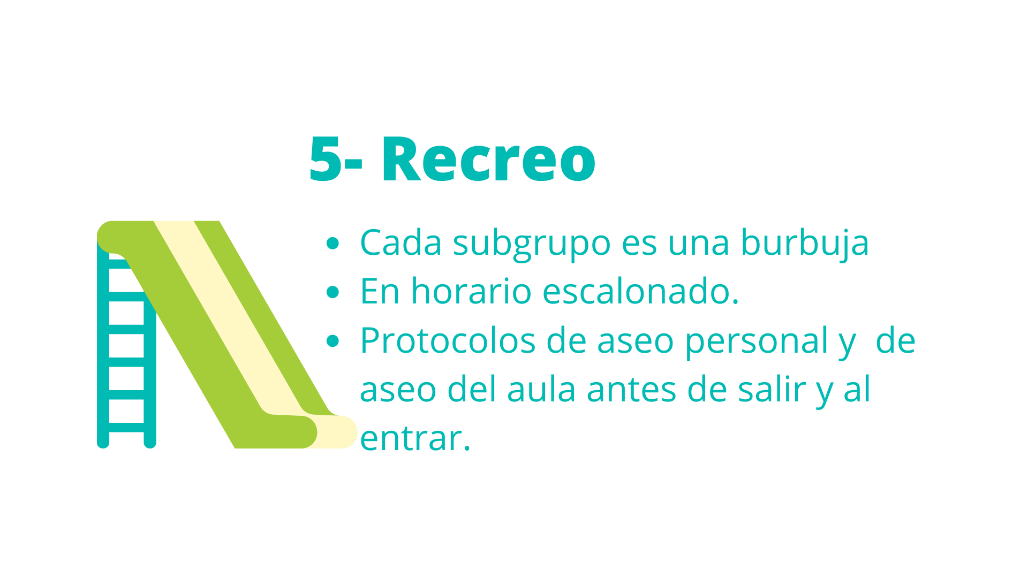 5- Recreo
• Cada subgrupo es una burbuja
• En horario escalonado.
• Protocolos de aseo personal y  de
aseo del aula antes de salir y al
entrar.